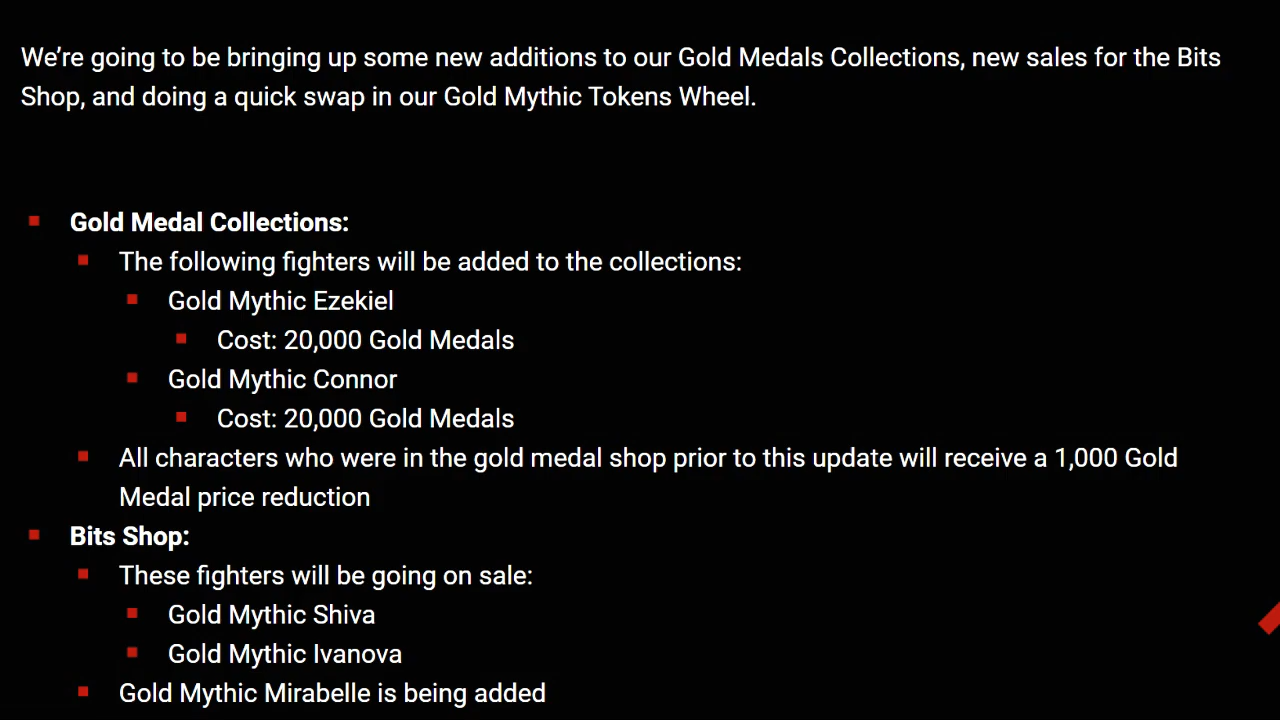 We’re going to be bringing up some new additions to our Gold Medals Collections, new sales for the Bits
Shop, and doing a quick swap in our Gold Mythic Tokens Wheel.
Gold Medal Collections:
The following fighters will be added to the collections:
Gold Mythic Ezekiel
Cost: 20,000 Gold Medals
Gold Mythic Connor
Cost: 20,000 Gold Medals
All characters who were in the gold medal shop prior to this update will receive a 1,000 Gold
Medal price reduction
Bits Shop:
These fighters will be going on sale:
Gold Mythic Shiva
Gold Mythic Ivanova
Gold Mythic Mirabelle is being added